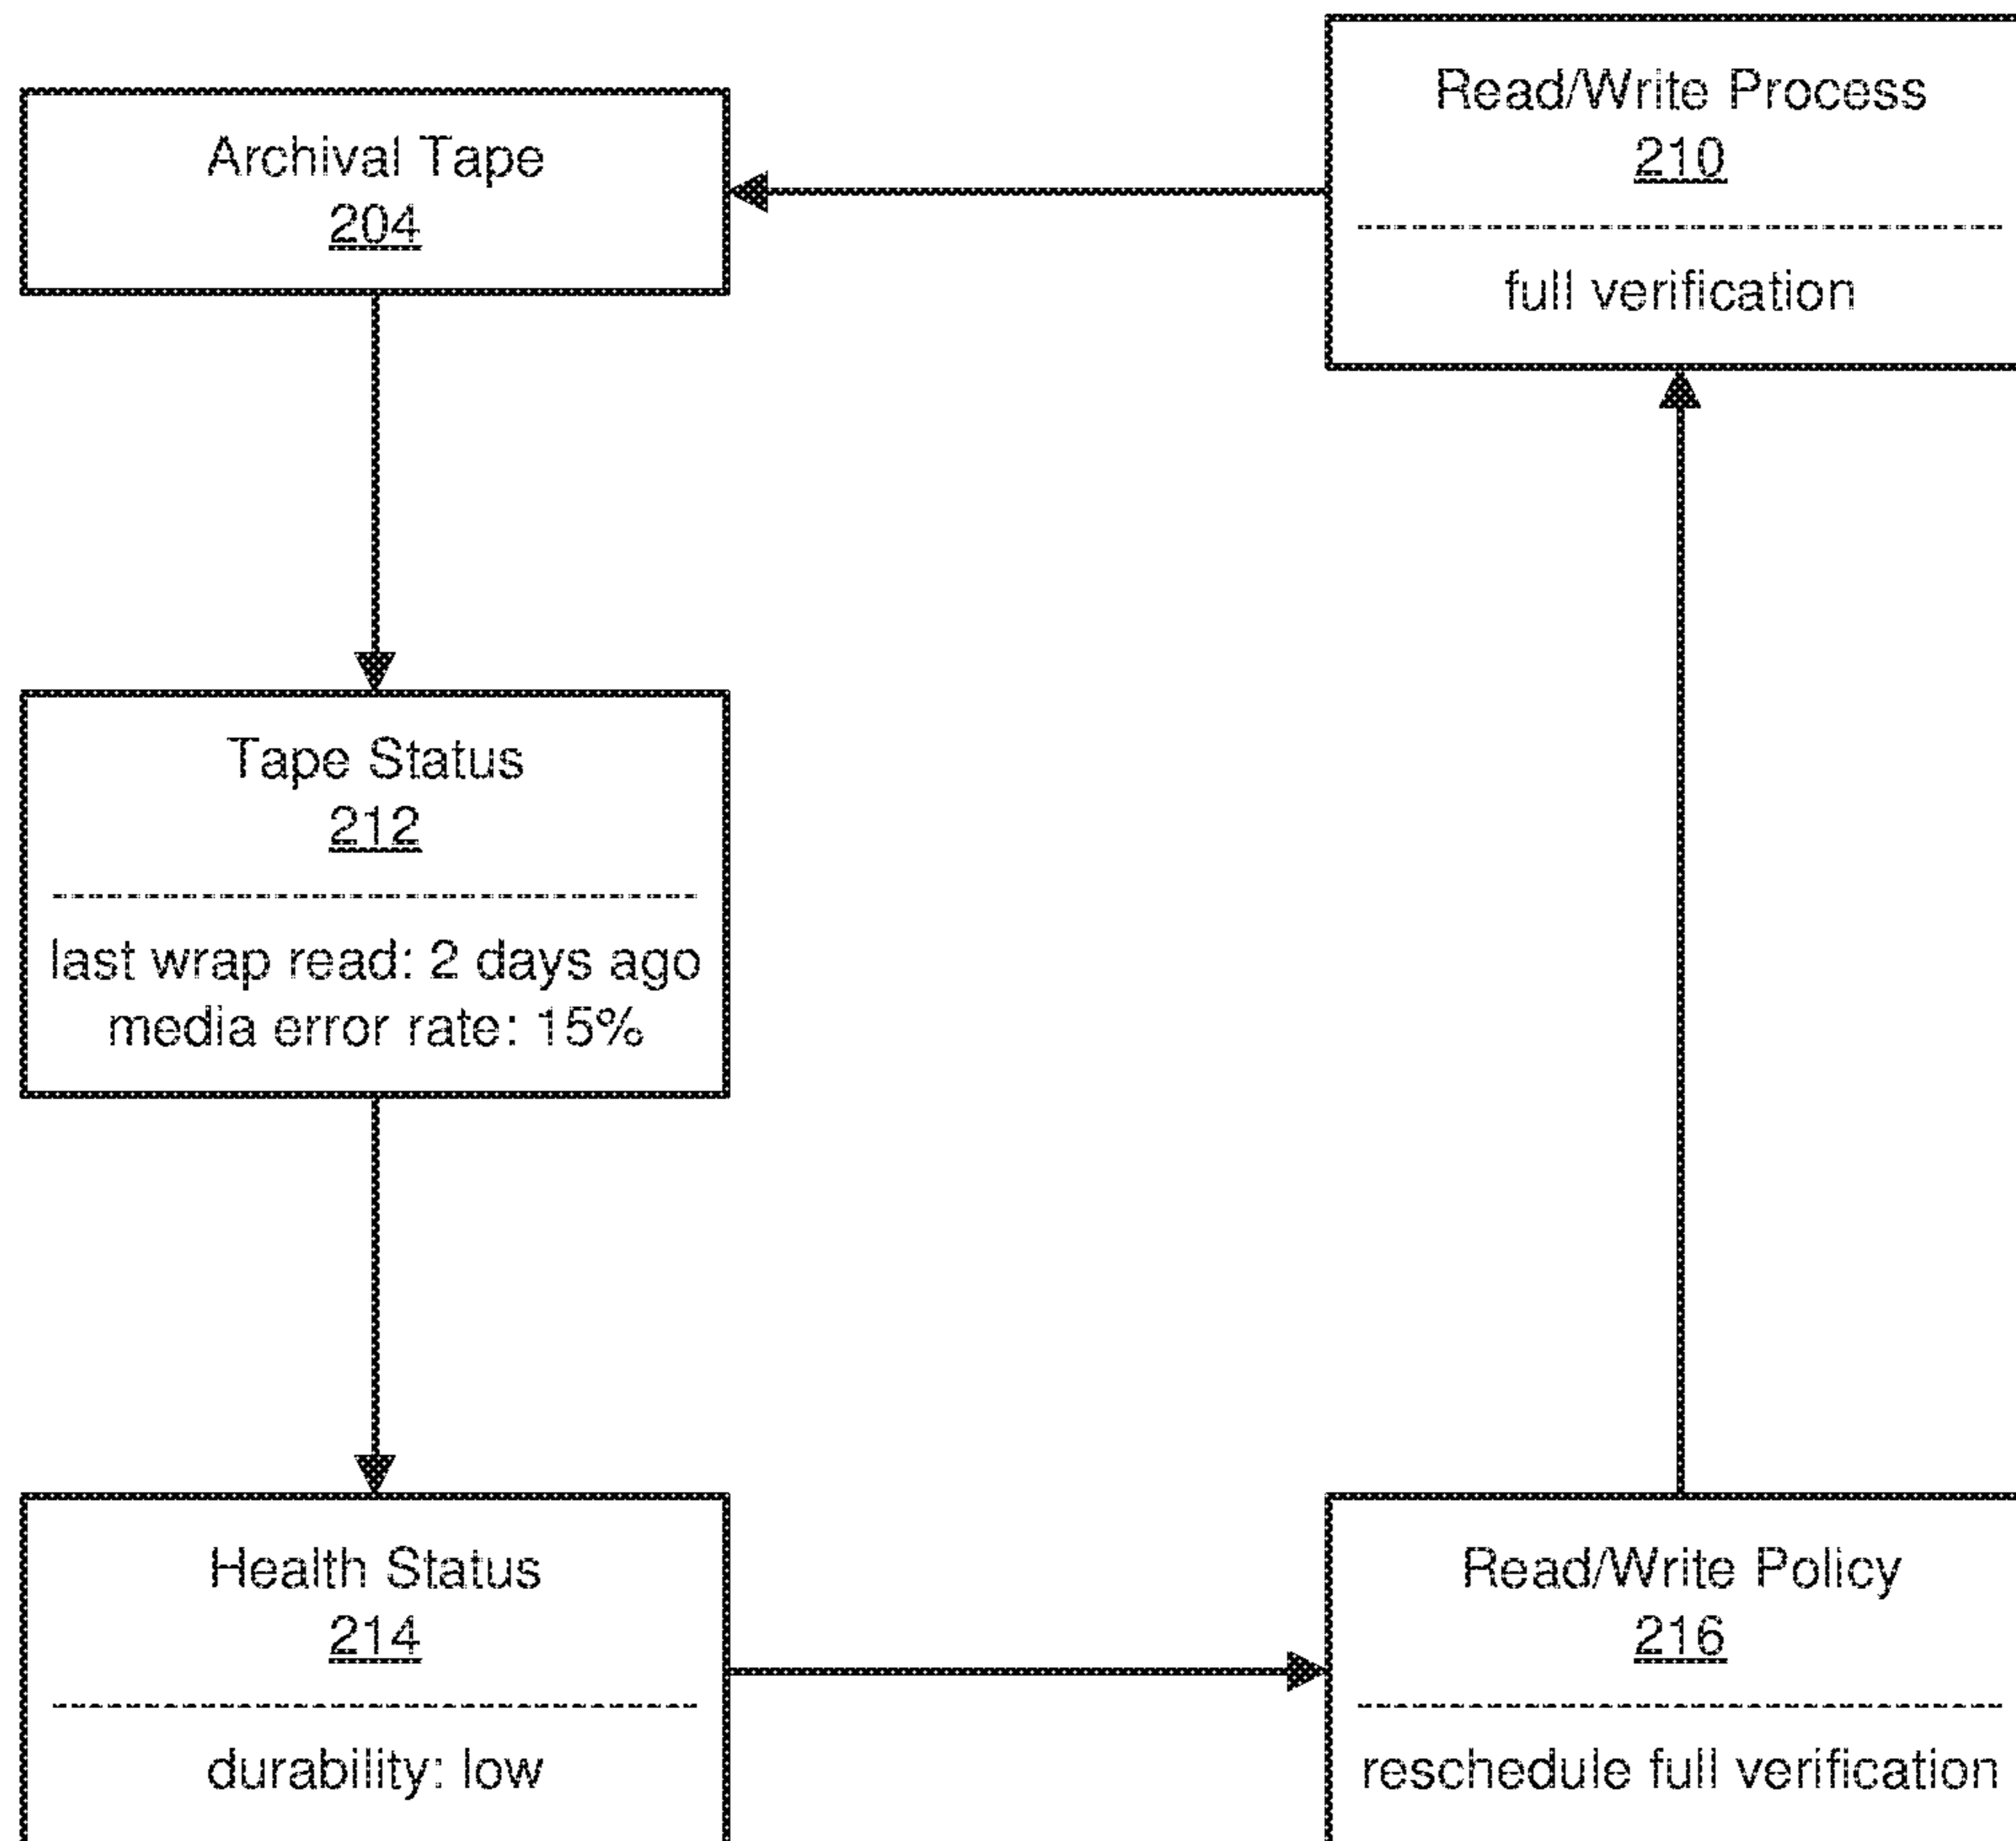 Archival Tape
204
Read/Write Process
210
full verification
Tape Status
212
last wrap read: 2 days ago
media error rate: 15%
Health Status
214
durability: low
Read/Write Policy
216
reschedule full verification